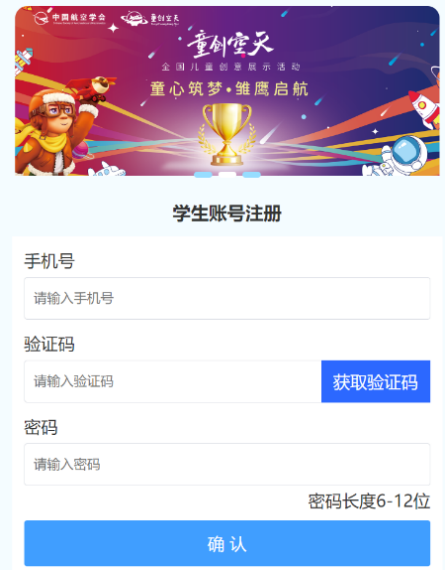 中国航空学会 童创空天
童创空天
全国儿童创意展示活动
童心筑梦•雏鹰启航
学生账号注册
手机号
请输入手机号
验证码
请输入验证码 获取验证码
密码
请输入密码
密码长度6-12位
确 认